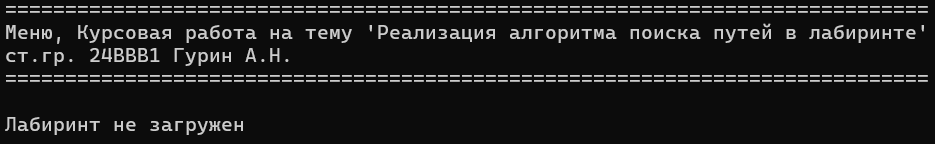 ==============================================================================
Меню, Курсовая работа на тему 'Реализация алгоритма поиска путей в лабиринте'
ст.гр. 24ВВВ1 Гурин А.Н.
==============================================================================
Лабиринт не загружен